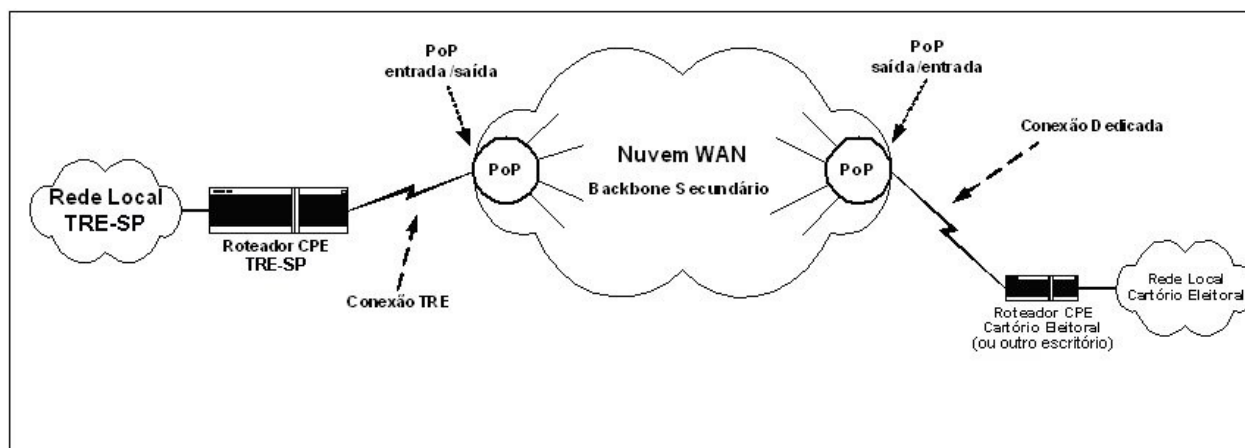 PoP
entrada/saída
PoP
saída/entrada
Conexão Dedicada
Nuvem WAN
Backbone Secundário
PoP
PoP
Rede Local
TRE-SP
Roteador CPE
TRE-SP
Conexão TRE
Rede Local
Cartório Eleitoral
Roteador CPE
Cartório Eleitoral
(ou outro escritório)